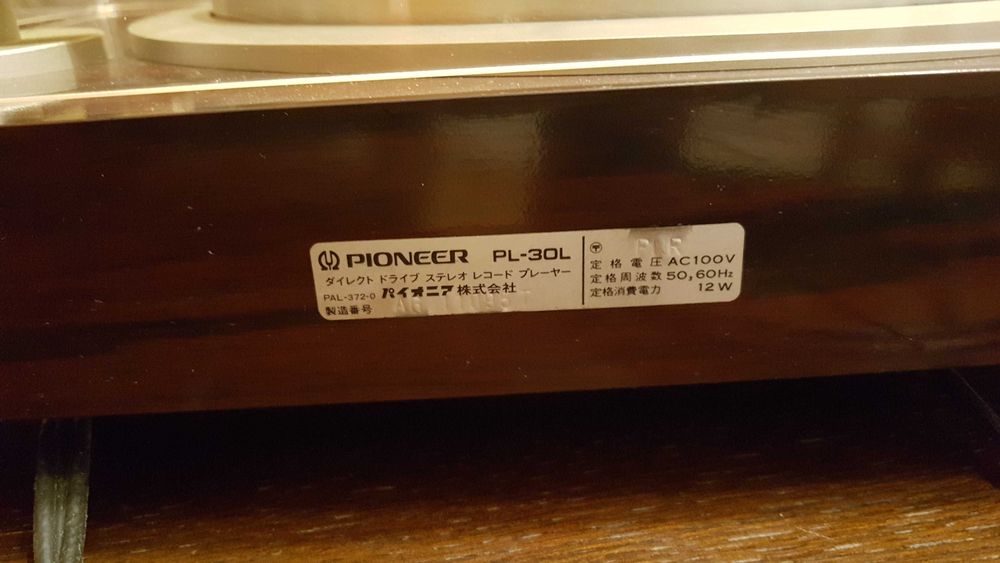 PIONEER PL-30L
ダイレクト ドライブ ステレオ レコード プレーヤー
PAL-372-0 パイオニア株式会社
製造番号
〶
定格電圧 AC100V
定格周波数 50,60Hz
定格消費電力 12W